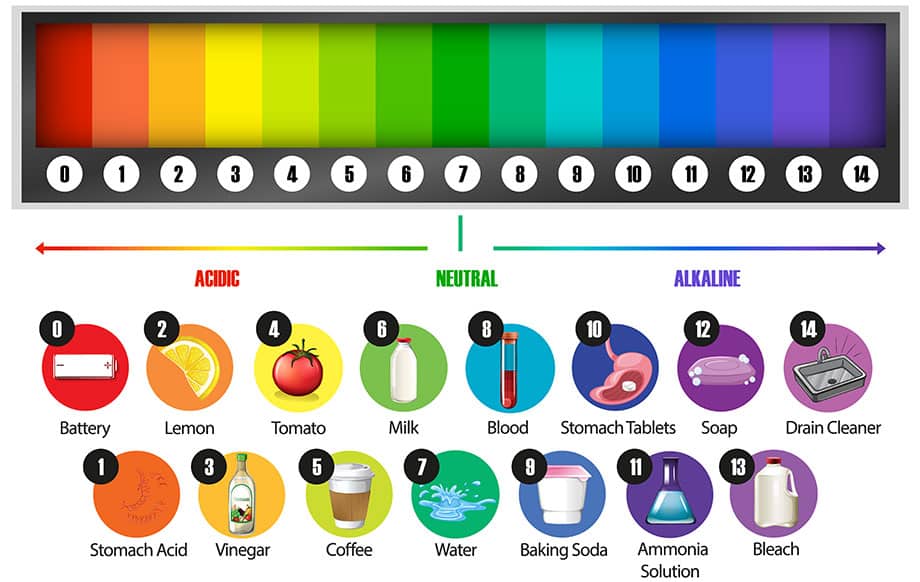 0 1 2 3 4 5 6 7 8 9 10 11 12 13 14
ACIDIC NEUTRAL ALKALINE
0 2 4 6 8 10 12 14
- +
Battery Lemon Tomato Milk Blood Stomach Tablets Soap Drain Cleaner
1 3 5 7 9 11 13
Stomach Acid Vinegar Coffee Water Baking Soda Ammonia Bleach
Solution